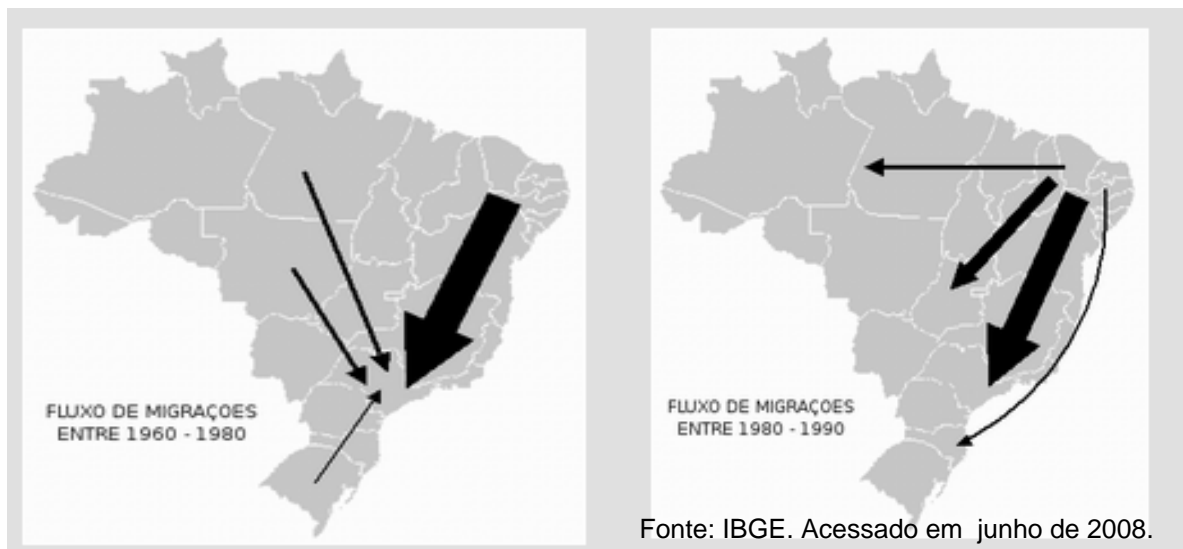 FLUXO DE MIGRAÇOES
ENTRE 1960 - 1980
FLUXO DE MIGRAÇOES
ENTRE 1980 - 1990
Fonte: IBGE. Acessado em junho de 2008.